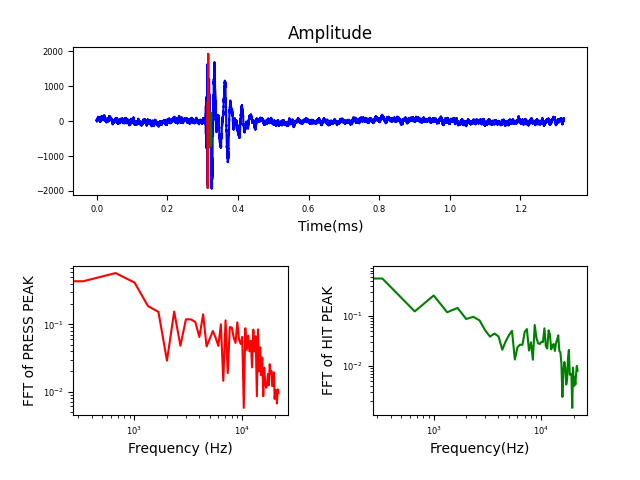 Amplitude
2000
1000
0
−1000
−2000
0.0 0.2 0.4 0.6 0.8 1.0 1.2
Time(ms)
FFT of PRESS PEAK
10⁻¹
10⁻²
10³ 10⁴
Frequency (Hz)
FFT of HIT PEAK
10⁻¹
10⁻²
10³ 10⁴
Frequency(Hz)